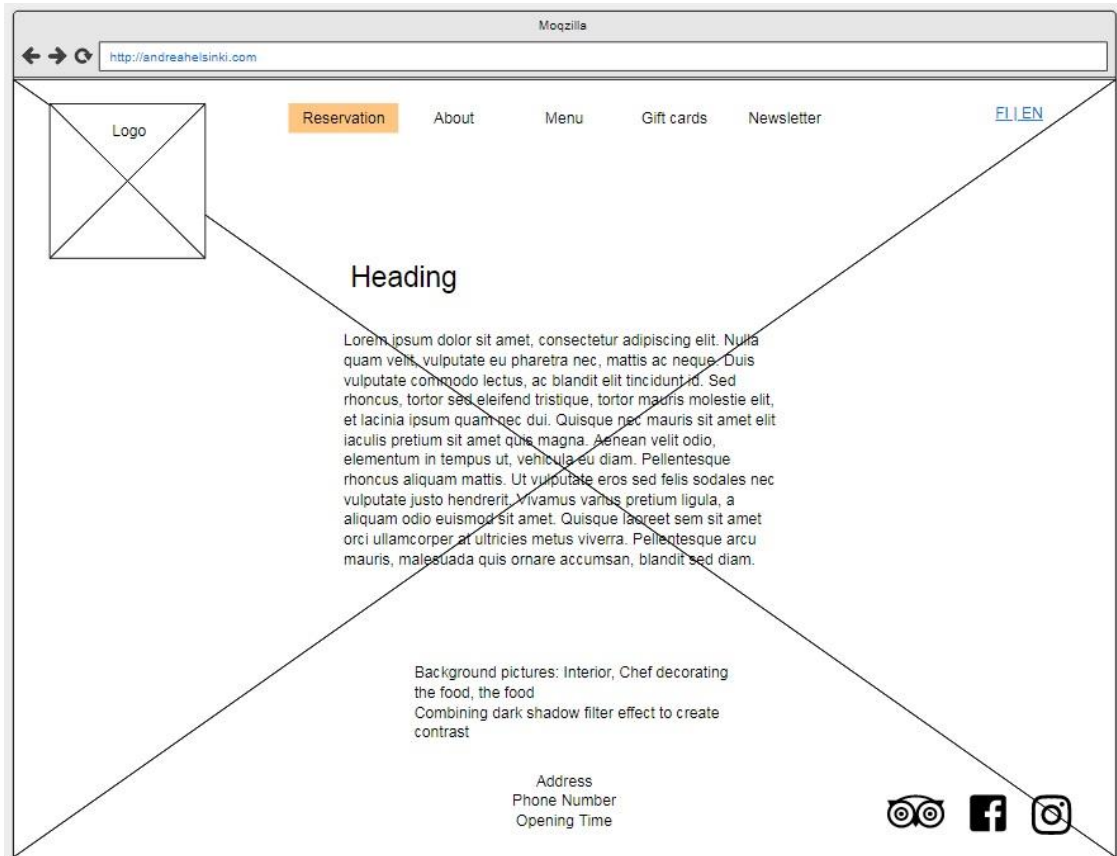 Moqzilla
http://andreahelsinki.com
Logo
Reservation About Menu Gift cards Newsletter
FI | EN
Heading
Lorem ipsum dolor sit amet, consectetur adipiscing elit. Nulla
quam velit, vulputate eu pharetra nec, mattis ac neque. Duis
vulputate commodo lectus, ac blandit elit tincidunt id. Sed
rhoncus, tortor sed eleifend tristique, tortor mauris molestie elit,
et lacinia ipsum quam nec dui. Quisque nec mauris sit amet elit
iaculis pretium sit amet quis magna. Aenean velit odio,
elementum in tempus ut, vehicula eu diam. Pellentesque
rhoncus aliquam mattis. Ut vulputate eros sed felis sodales nec
vulputate justo hendrerit. Vivamus varius pretium ligula, a
aliquam odio euismod sit amet. Quisque laoreet sem sit amet
orci ullamcorper at ultricies metus viverra. Pellentesque arcu
mauris, malesuada quis ornare accumsan, blandit sed diam.
Background pictures: Interior, Chef decorating
the food, the food
Combining dark shadow filter effect to create
contrast
Address
Phone Number
Opening Time